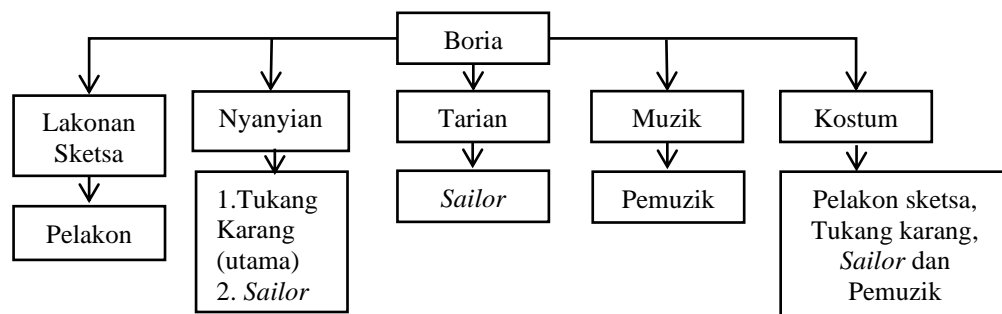 Boria
Lakonan
Sketsa
Nyanyian
Tarian
Muzik
Kostum
Pelakon
1.Tukang
Karang
(utama)
2. Sailor
Sailor
Pemuzik
Pelakon sketsa,
Tukang karang,
Sailor dan
Pemuzik